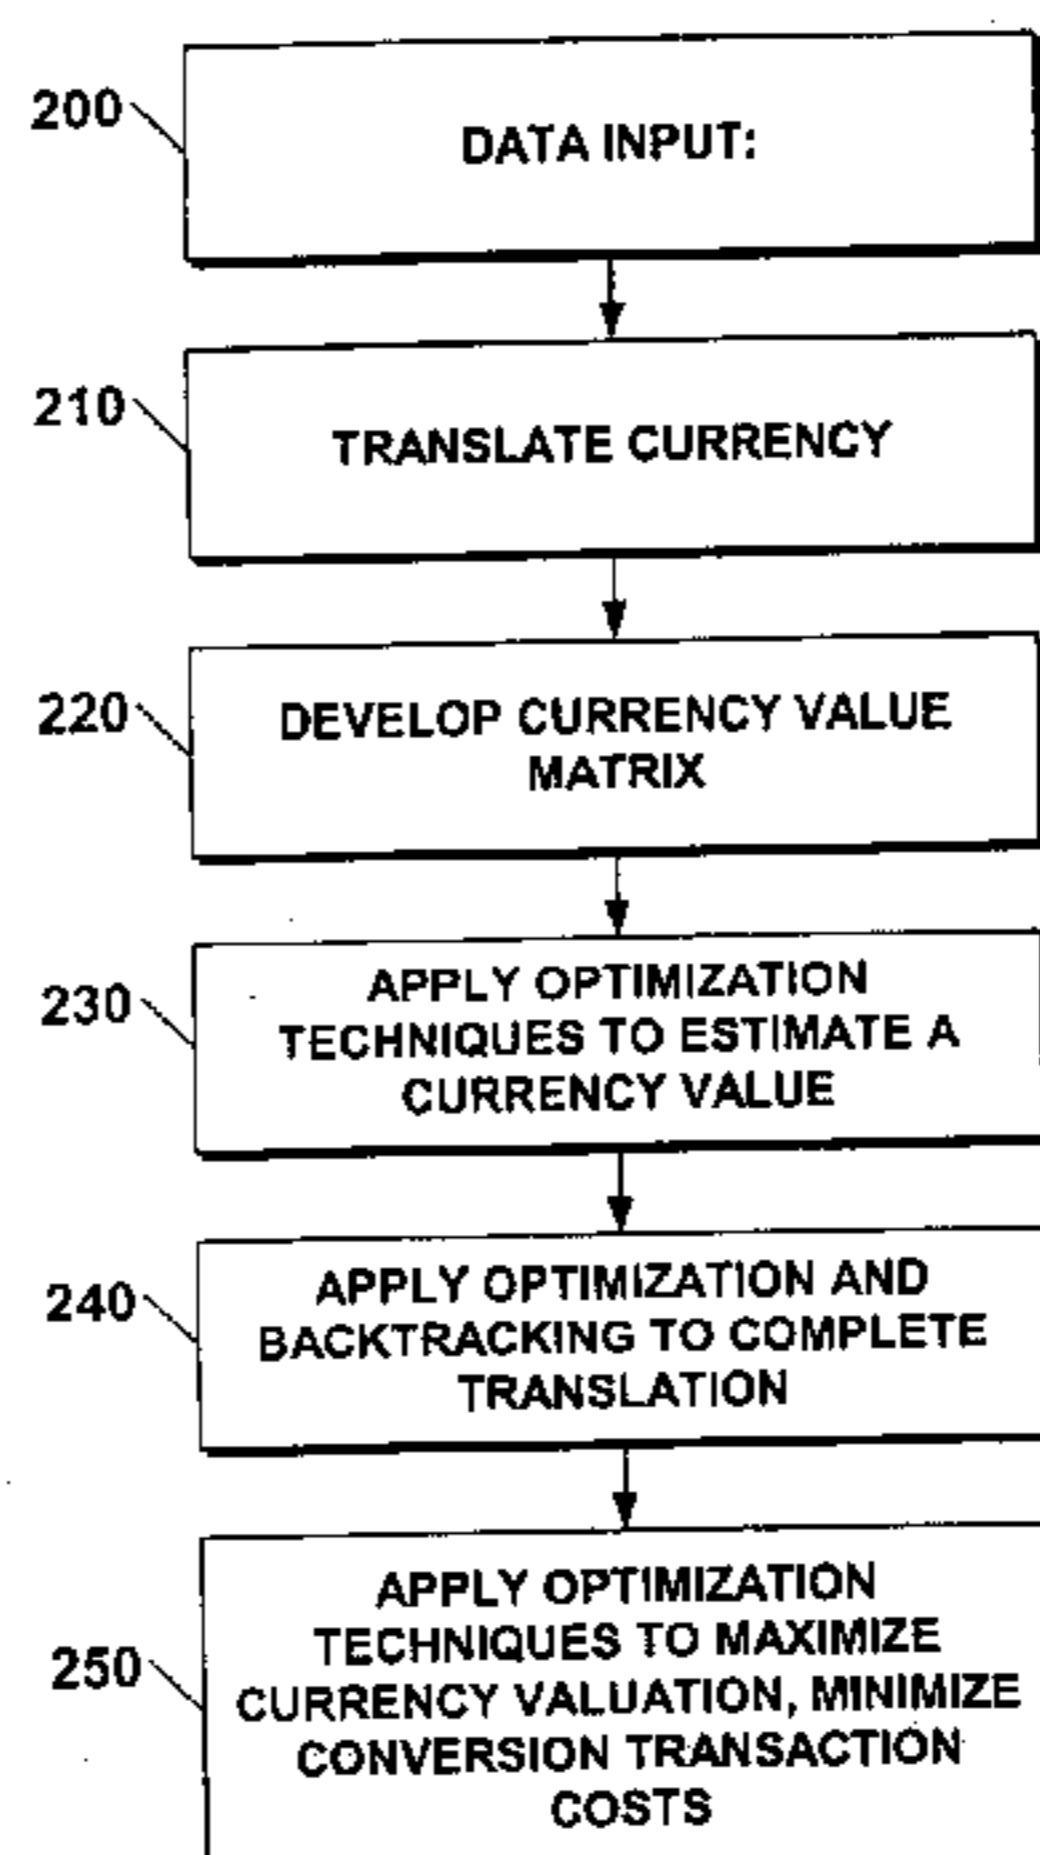 200
DATA INPUT:
210
TRANSLATE CURRENCY
220
DEVELOP CURRENCY VALUE
MATRIX
230
APPLY OPTIMIZATION
TECHNIQUES TO ESTIMATE A
CURRENCY VALUE
240
APPLY OPTIMIZATION AND
BACKTRACKING TO COMPLETE
TRANSLATION
250
APPLY OPTIMIZATION
TECHNIQUES TO MAXIMIZE
CURRENCY VALUATION, MINIMIZE
CONVERSION TRANSACTION
COSTS